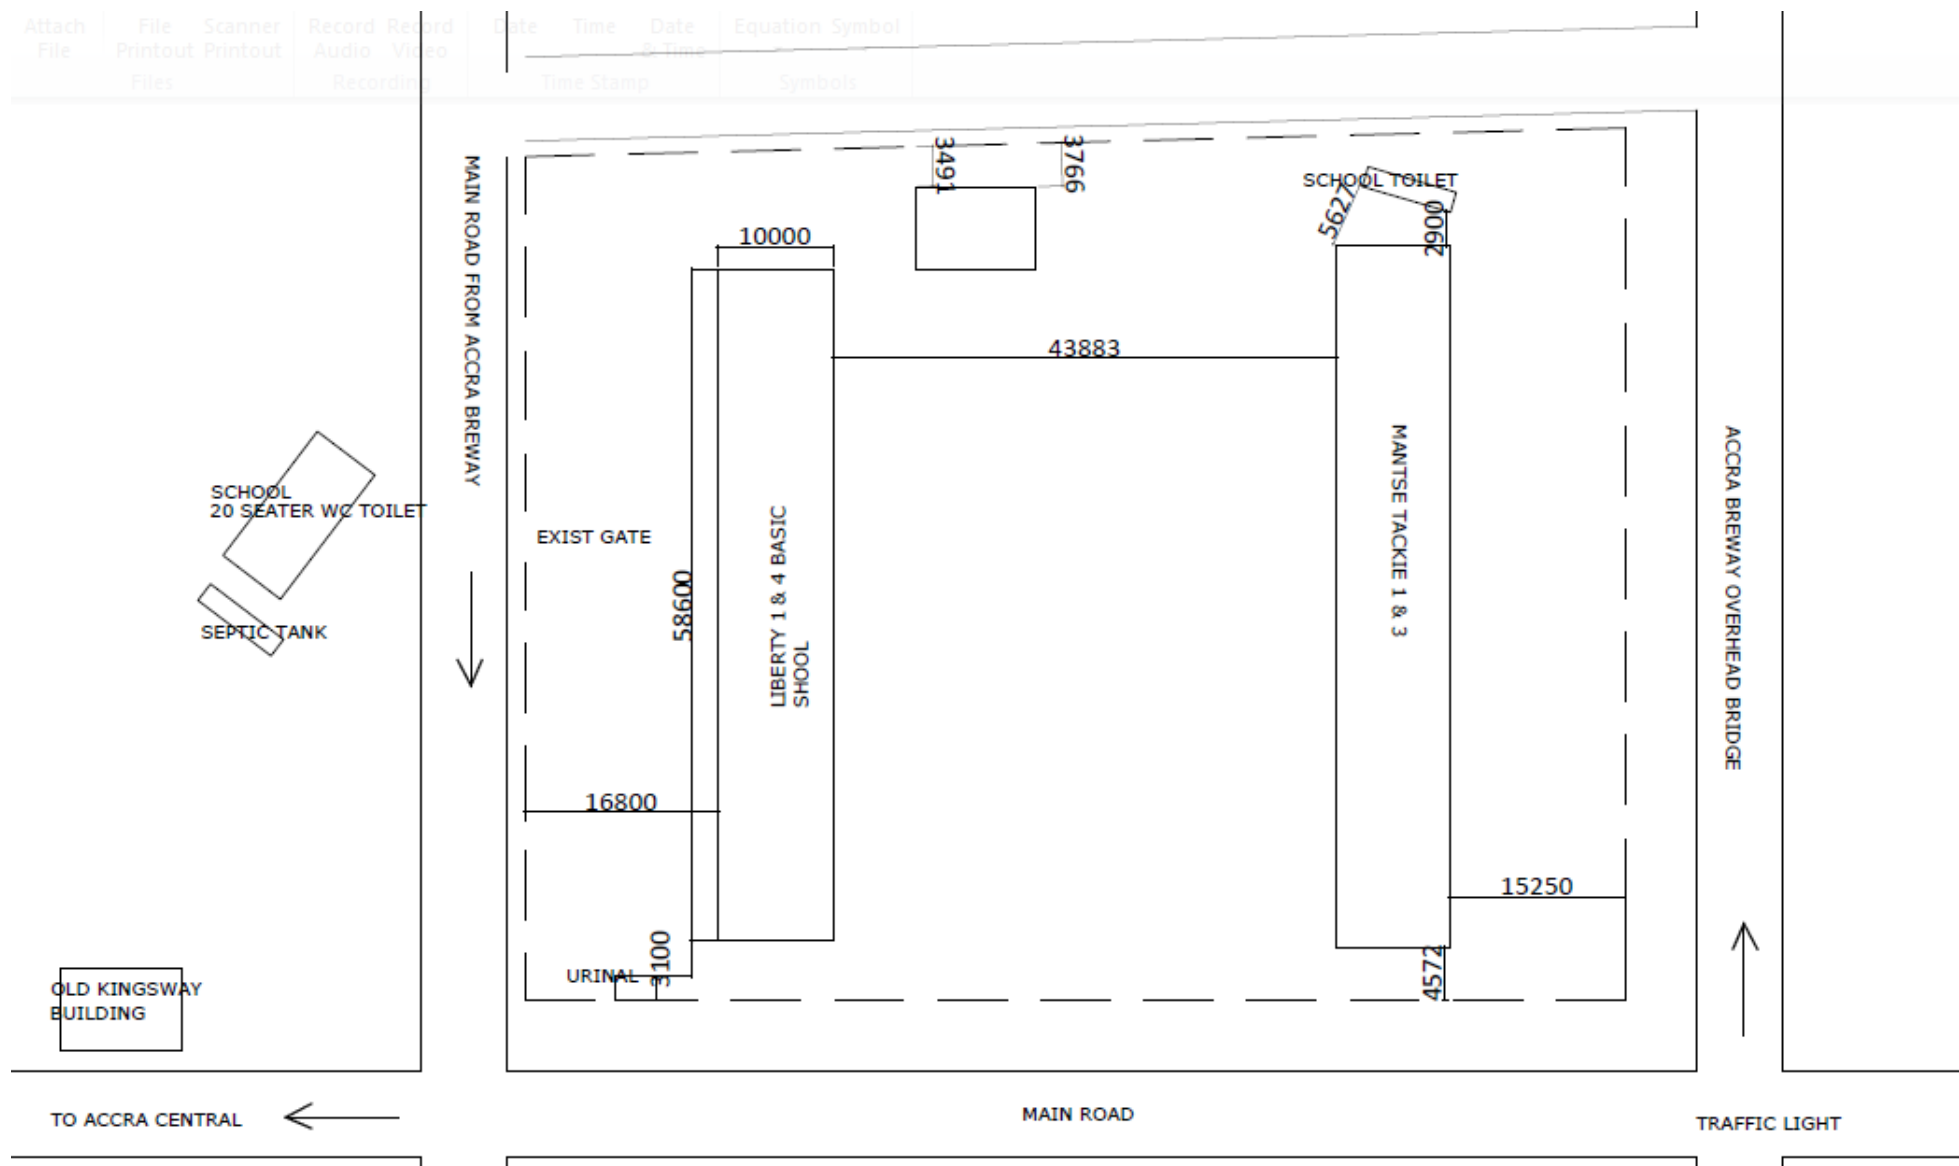 Attach File Scanner Record Record Date Time Date Equation Symbol
File Printout Printout Audio Video & Time
Files Recording Time Stamp Symbols
3491
3766
MAIN ROAD FROM ACCRA BREWAY
SCHOOL TOILET
5627
2900
10000
43883
MANTSE TACKIE 1 & 3
ACCRA BREWAY OVERHEAD BRIDGE
SCHOOL
20 SEATER WC TOILET
EXIST GATE
LIBERTY 1 & 4 BASIC
SHOOL
58600
SEPTIC TANK
16800
15250
3100
4572
URINAL
OLD KINGSWAY
BUILDING
TO ACCRA CENTRAL
MAIN ROAD
TRAFFIC LIGHT